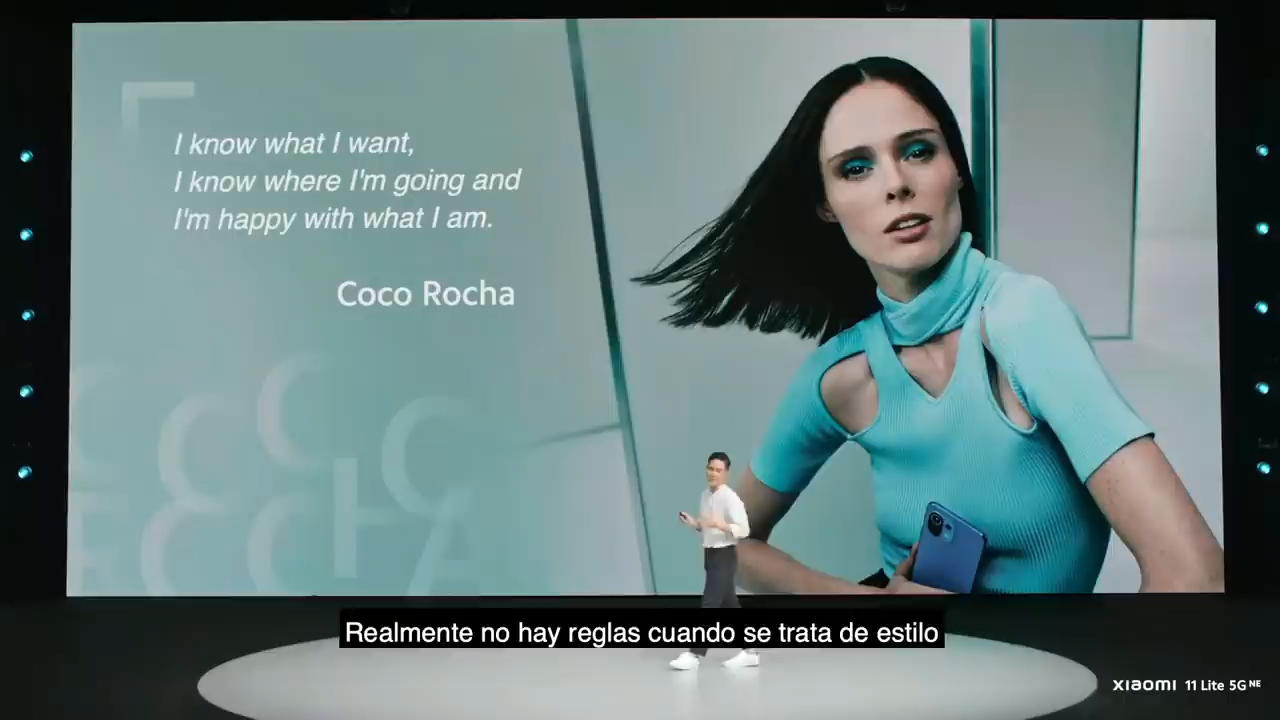 I know what I want,
I know where I'm going and
I'm happy with what I am.
Coco Rocha
Realmente no hay reglas cuando se trata de estilo
xiaomi 11 Lite 5G NE